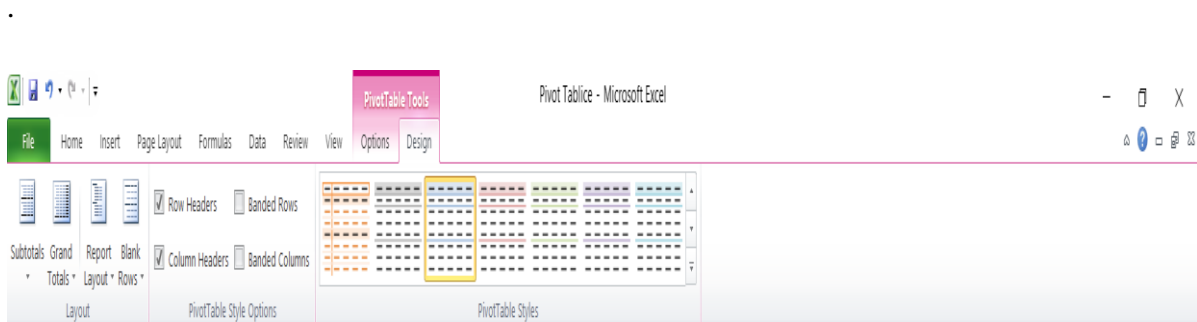 .
PivotTable Tools
Pivot Tablice - Microsoft Excel
File Home Insert Page Layout Formulas Data Review View Options Design
Row Headers Banded Rows
Subtotals Grand Totals Report Layout Blank Rows
Column Headers Banded Columns
Layout PivotTable Style Options PivotTable Styles